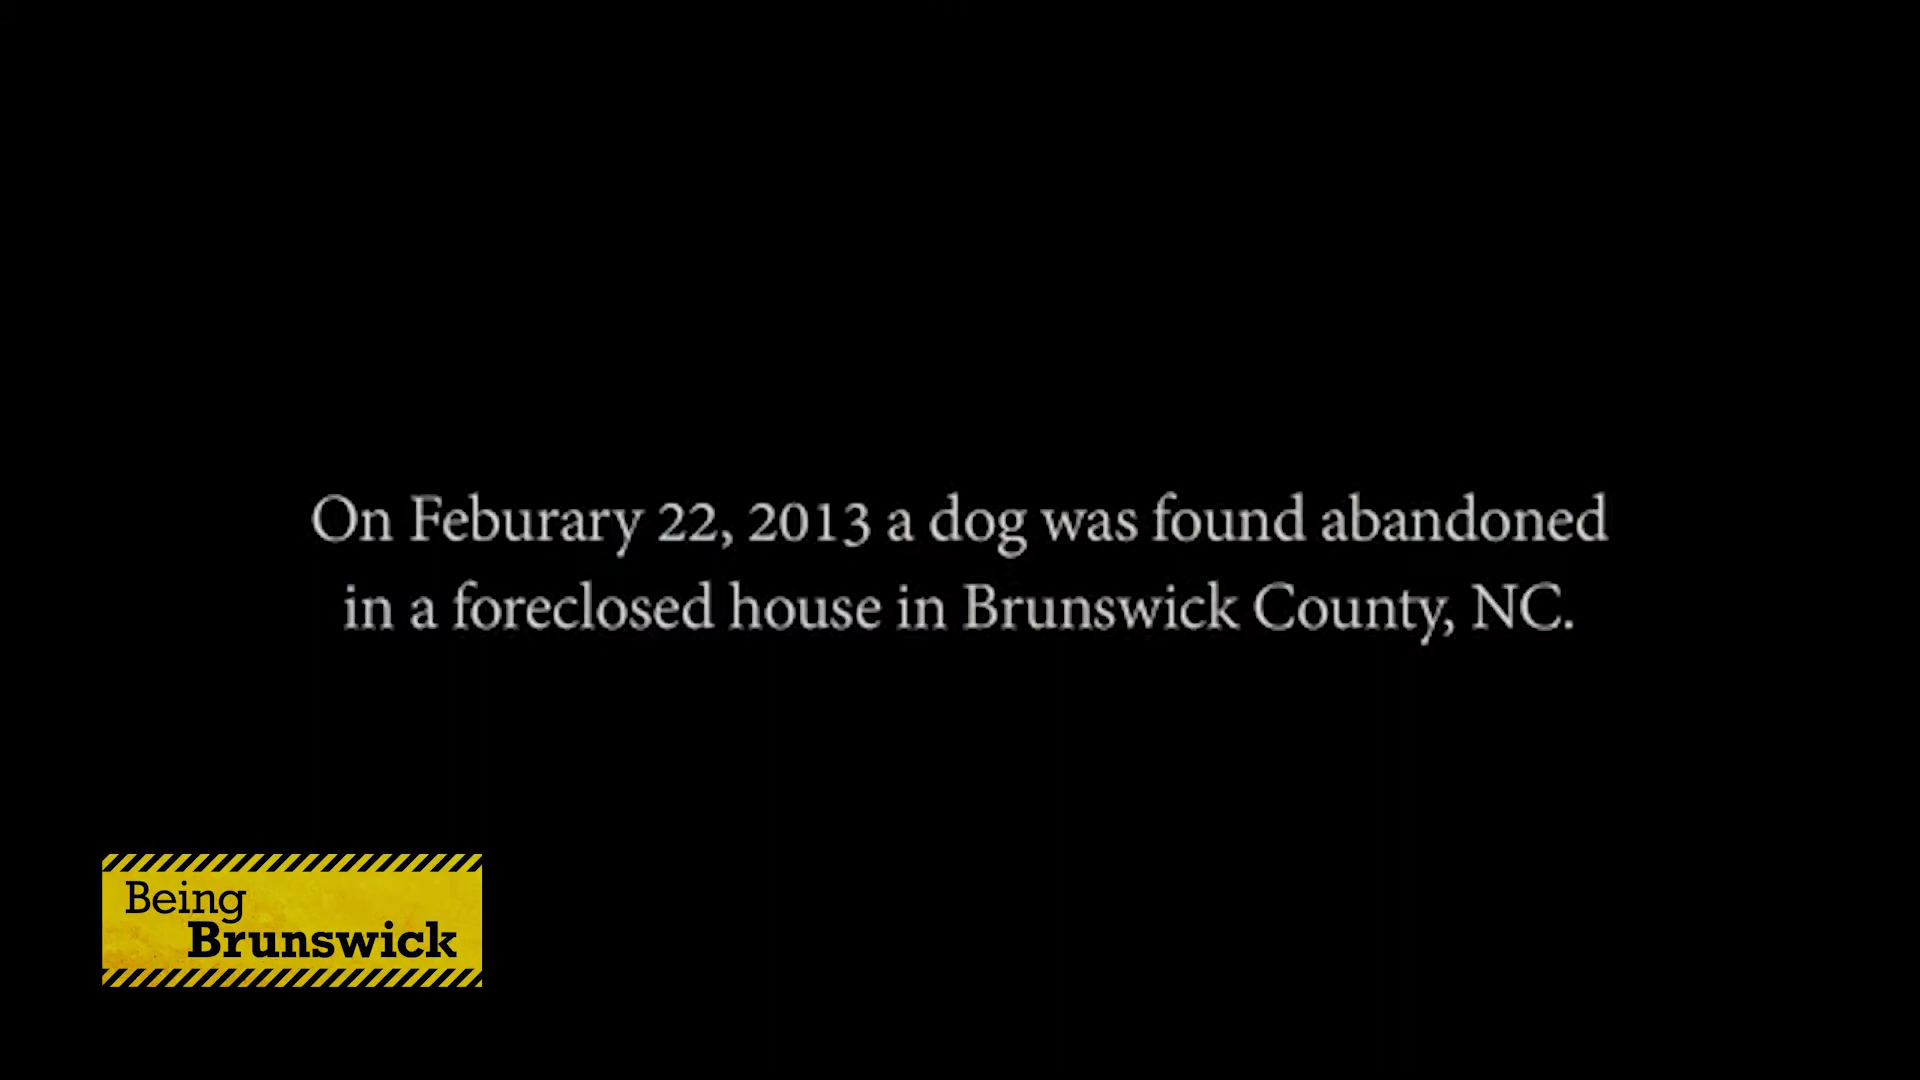 On Feburary 22, 2013 a dog was found abandoned
in a foreclosed house in Brunswick County, NC.
Being
Brunswick